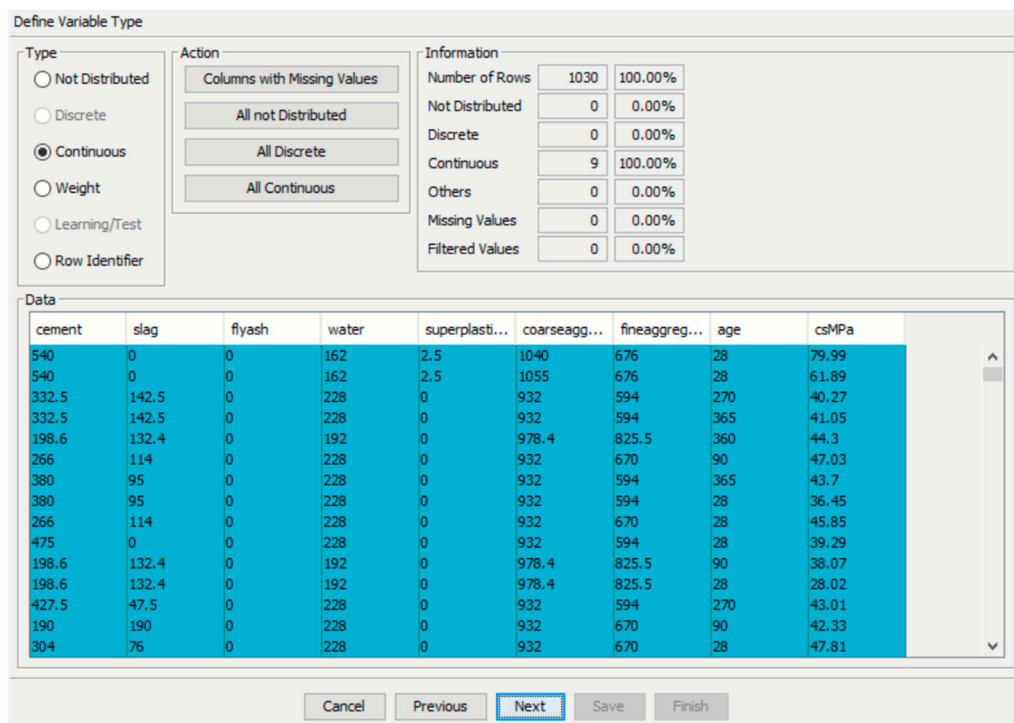 Define Variable Type
Type
Not Distributed
Discrete
Continuous
Weight
Learning/Test
Row Identifier
Action
Columns with Missing Values
All not Distributed
All Discrete
All Continuous
Information
Number of Rows 1030 100.00%
Not Distributed 0 0.00%
Discrete 0 0.00%
Continuous 9 100.00%
Others 0 0.00%
Missing Values 0 0.00%
Filtered Values 0 0.00%
Data
cement slag flyash water superplasti... coarseagg... fineaggreg... age csMPa
540 0 0 162 2.5 1040 676 28 79.99
540 0 0 162 2.5 1055 676 28 61.89
332.5 142.5 0 228 0 932 594 270 40.27
332.5 142.5 0 228 0 932 594 365 41.05
198.6 132.4 0 192 0 978.4 825.5 360 44.3
266 114 0 228 0 932 670 90 47.03
380 95 0 228 0 932 594 365 43.7
380 95 0 228 0 932 594 28 36.45
266 114 0 228 0 932 670 28 45.85
475 0 0 228 0 932 594 28 39.29
198.6 132.4 0 192 0 978.4 825.5 90 38.07
198.6 132.4 0 192 0 978.4 825.5 28 28.02
427.5 47.5 0 228 0 932 594 270 43.01
190 190 0 228 0 932 670 90 42.33
304 76 0 228 0 932 670 28 47.81
Cancel Previous Next Save Finish